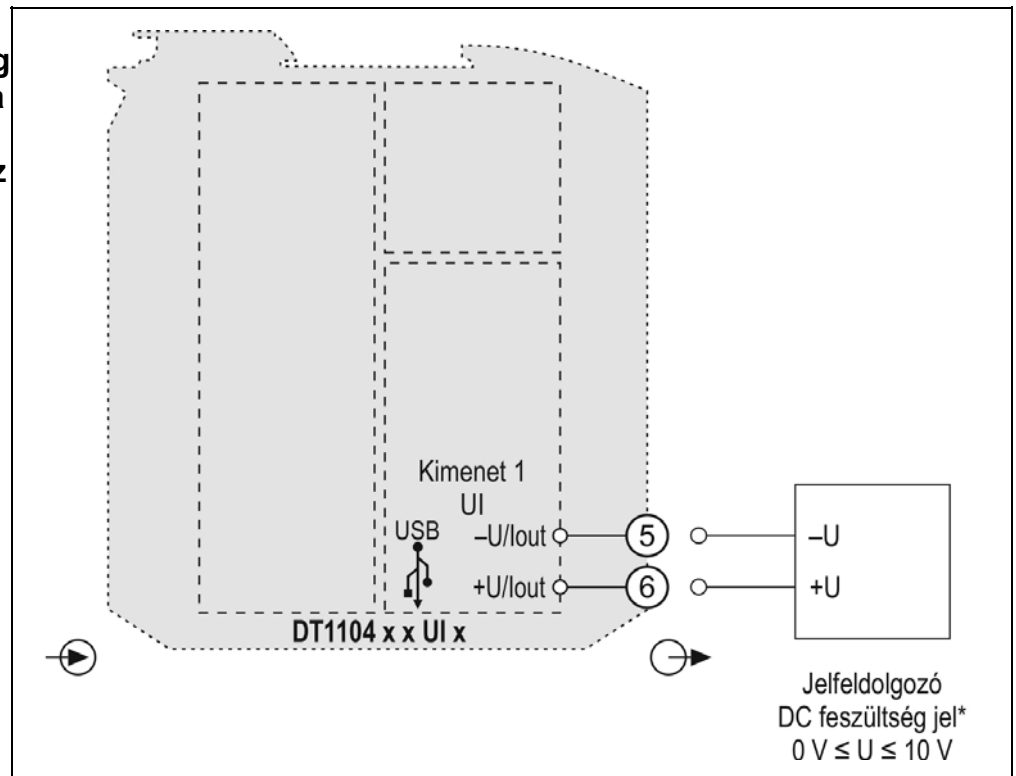 g
a
z
Kimenet 1
UI
USB
–U/Iout
5
–U
+U/Iout
6
+U
DT1104 x x UI x
Jelfeldolgozó
DC feszültség jel*
0 V ≤ U ≤ 10 V